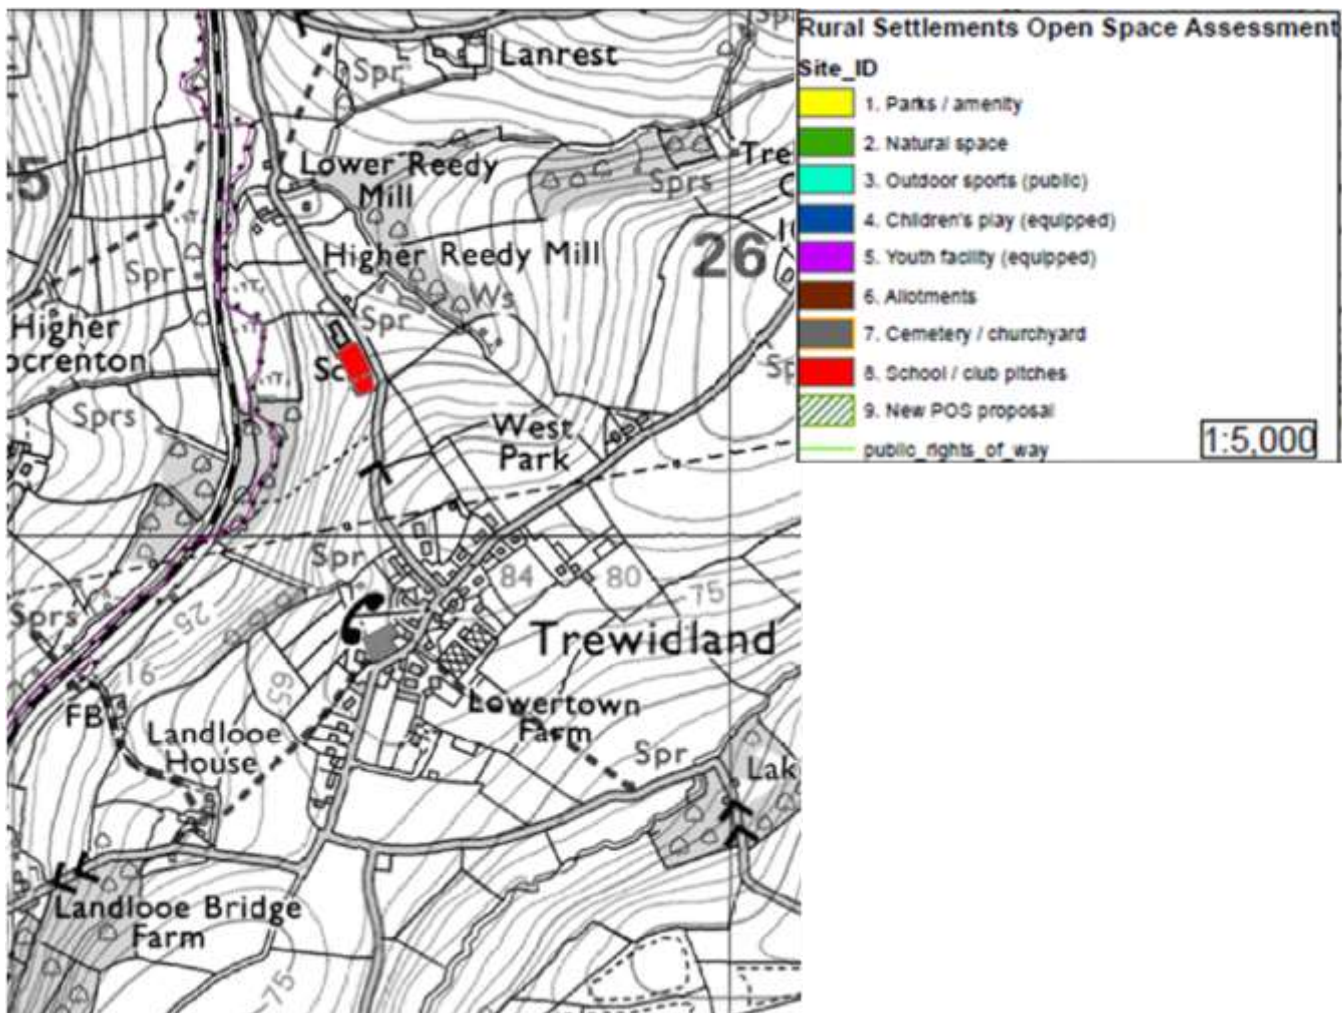 Rural Settlements Open Space Assessment
Site_ID
1. Parks / amenity
2. Natural space
3. Outdoor sports (public)
4. Children's play (equipped)
5. Youth facility (equipped)
6. Allotments
7. Cemetery / churchyard
8. School / club pitches
9. New POS proposal
public_rights_of_way
1:5,000
Lanrest
Spr
Lower Reedy
Mill
Sprs
Tre
Higher Reedy Mill
26
Ws
Spr
Spr
Higher
ocrenton
Sc
Sprs
West
Park
Spr
84
80
75
Sprs
25
Trewidland
16
65
FB
Lowertown
Farm
Landlooe
House
Spr
Lak
Landlooe Bridge
Farm
75